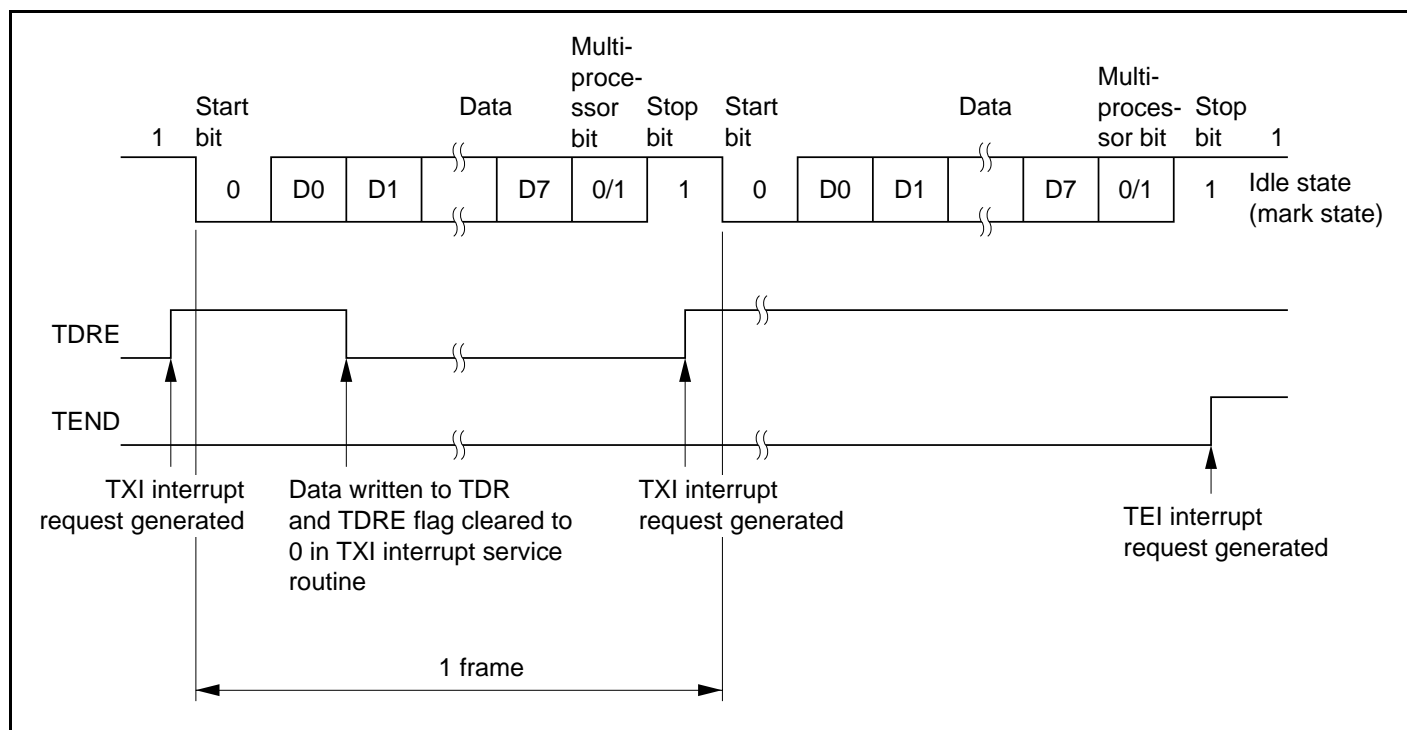 Multi-
proce-
ssor
bit
Start
bit
Data
Stop
bit
Start
bit
Data
Multi-
proces-
sor bit
Stop
bit
1
1
0
D0
D1
D7
0/1
1
0
D0
D1
D7
0/1
1
Idle state
(mark state)
TDRE
TEND
TXI interrupt
request generated
Data written to TDR
and TDRE flag cleared to
0 in TXI interrupt service
routine
TXI interrupt
request generated
TEI interrupt
request generated
1 frame